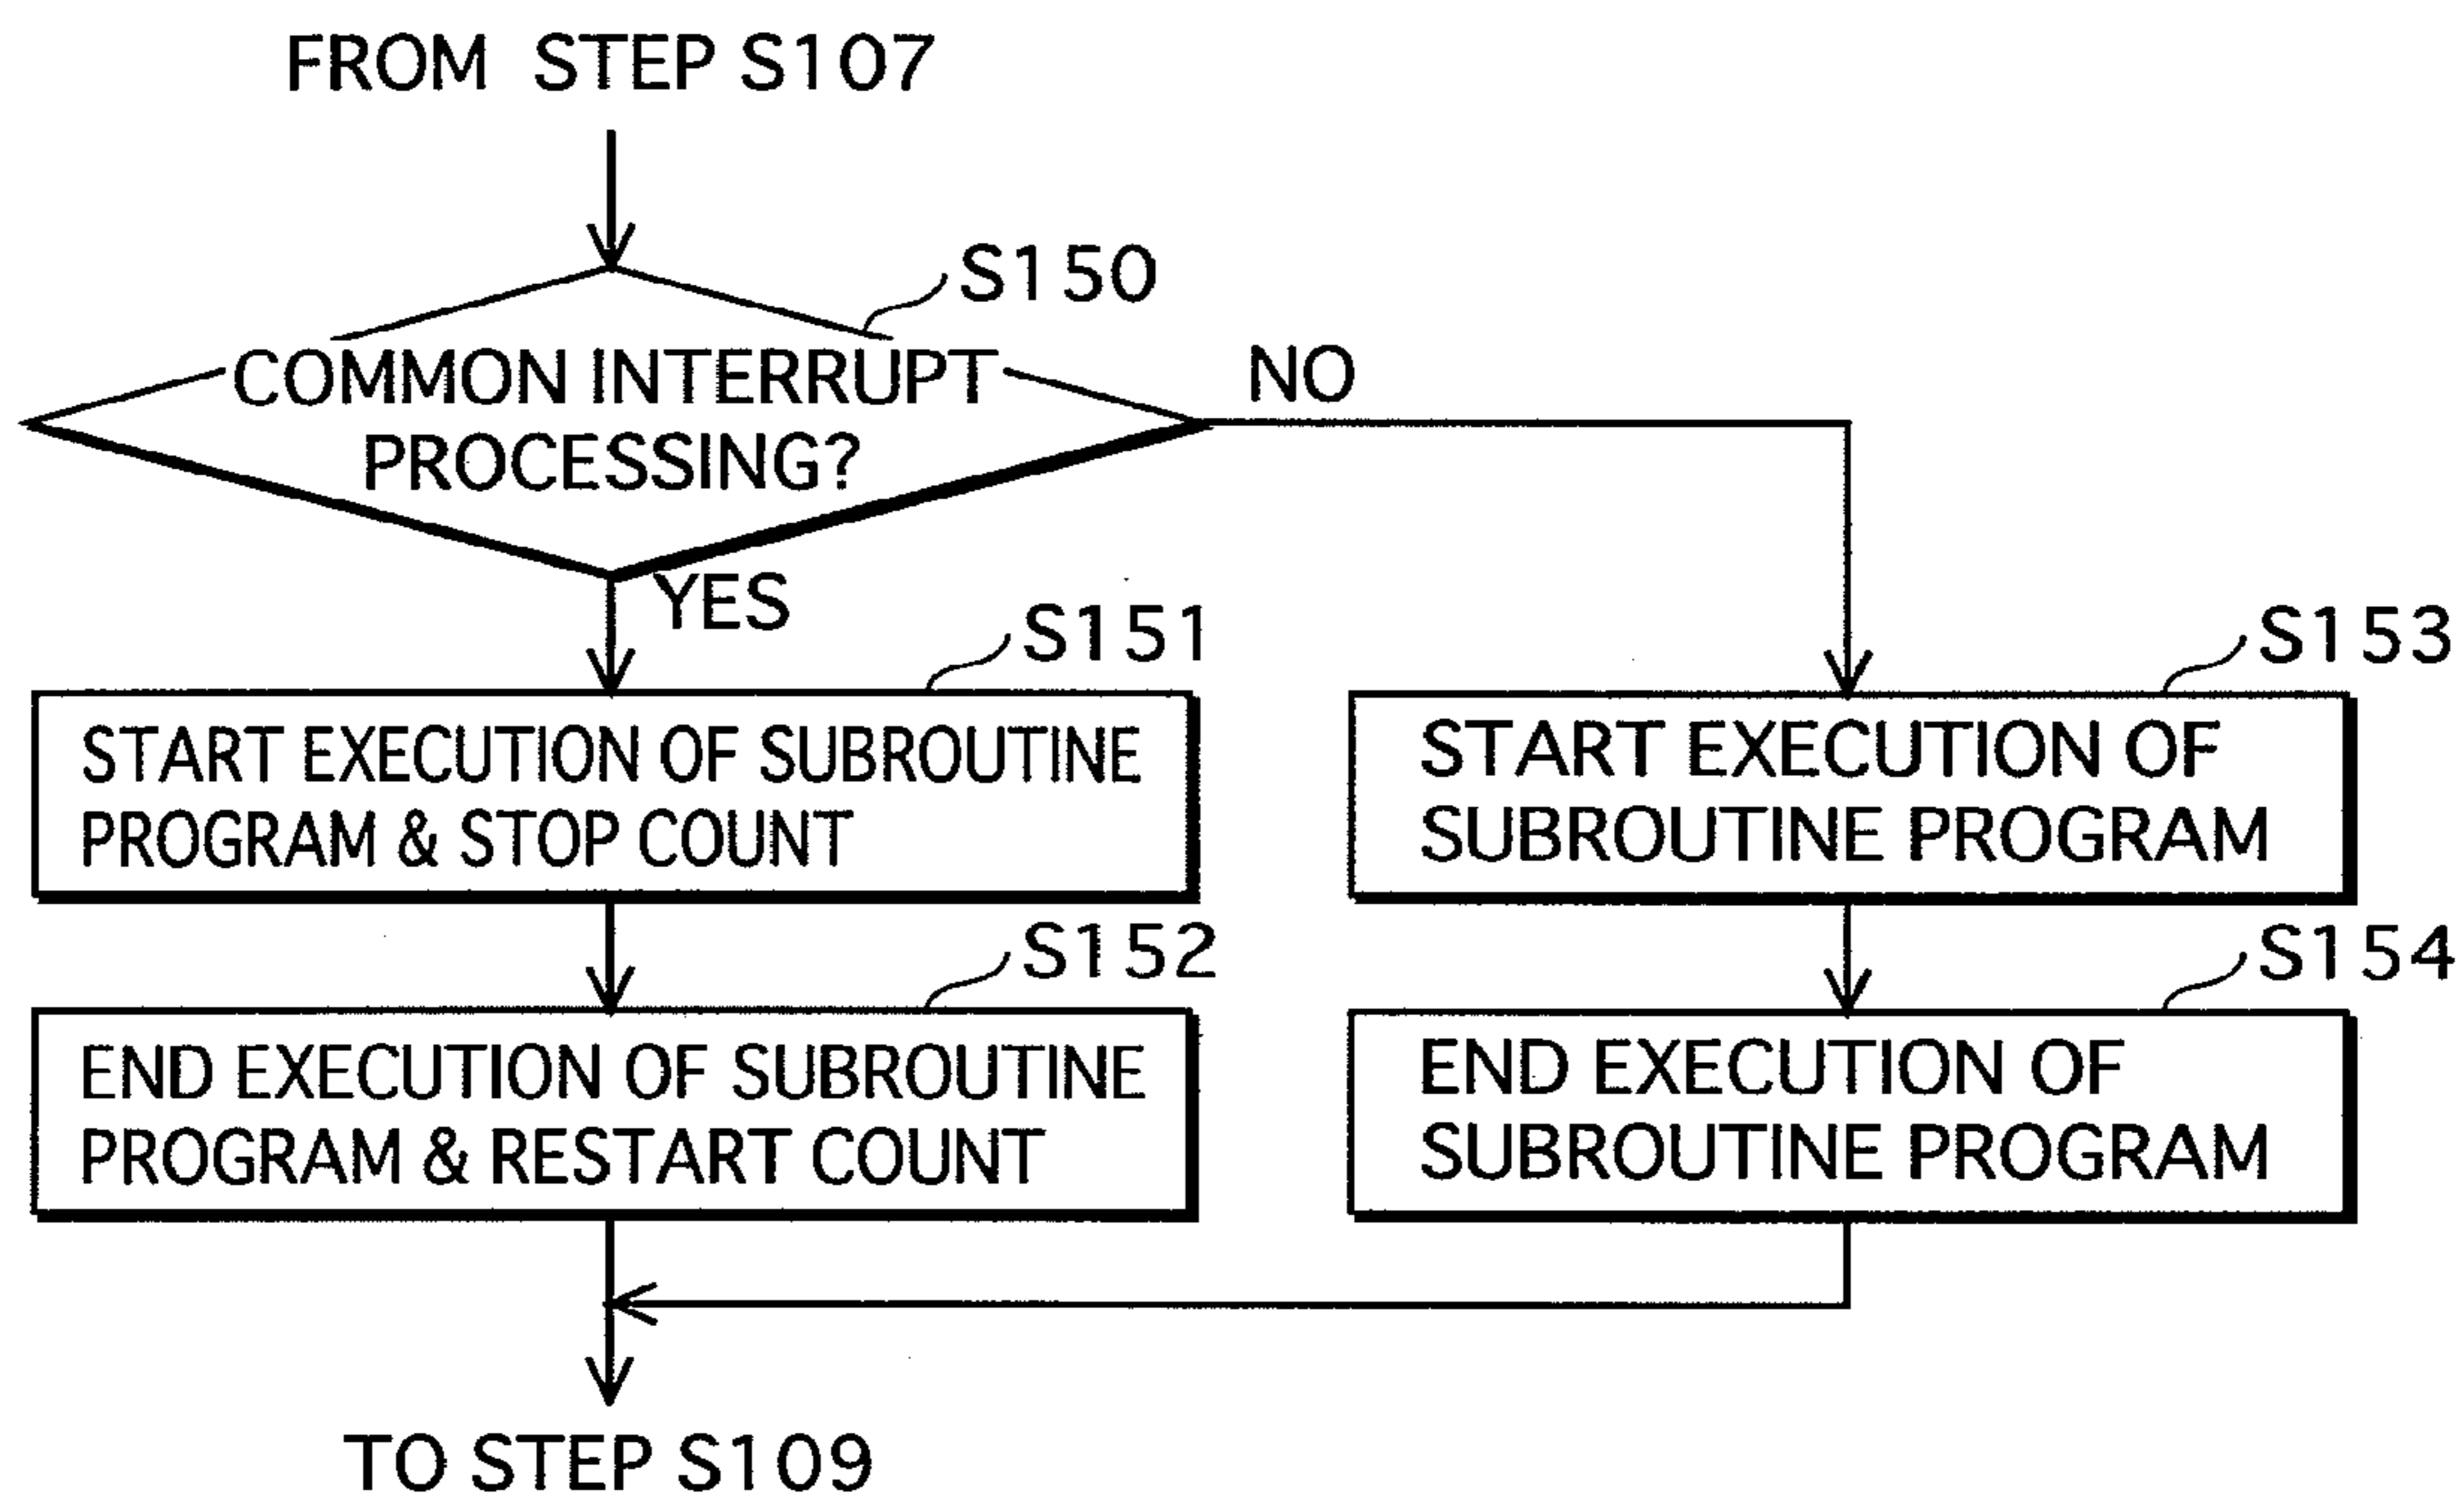 FROM STEP S107
S150
COMMON INTERRUPT
PROCESSING?
NO
YES
S151
START EXECUTION OF SUBROUTINE
PROGRAM & STOP COUNT
S153
START EXECUTION OF
SUBROUTINE PROGRAM
S152
END EXECUTION OF SUBROUTINE
PROGRAM & RESTART COUNT
S154
END EXECUTION OF
SUBROUTINE PROGRAM
TO STEP S109